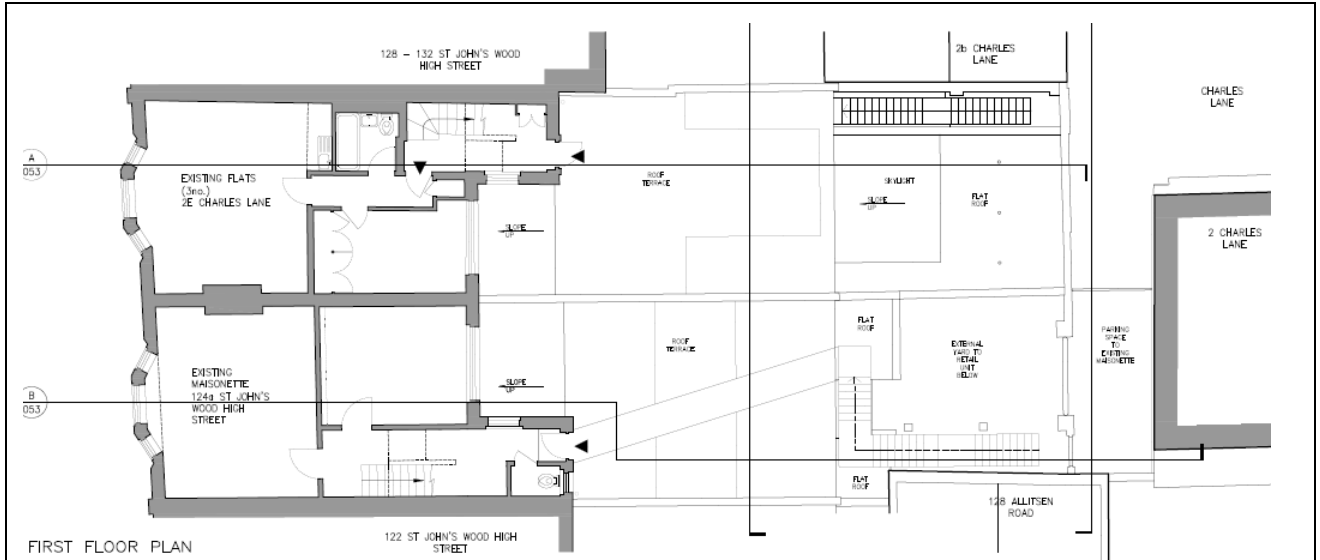 128 – 132 ST JOHN'S WOOD
HIGH STREET
2b CHARLES
LANE
CHARLES
LANE
A
053
EXISTING FLATS
(3no.)
2E CHARLES LANE
ROOF
TERRACE
SKYLIGHT
SLOPE
UP
FLAT
ROOF
SLOPE
UP
2 CHARLES
LANE
FLAT
ROOF
ROOF
TERRACE
EXTERNAL
YARD TO
RETAIL
UNIT
BELOW
PARKING
SPACE
TO
EXISTING
MAISONETTE
EXISTING
MAISONETTE
124a ST JOHN'S
WOOD HIGH
STREET
SLOPE
UP
B
053
FLAT
ROOF
128 ALLITSEN
ROAD
122 ST JOHN'S WOOD HIGH
STREET
FIRST FLOOR PLAN